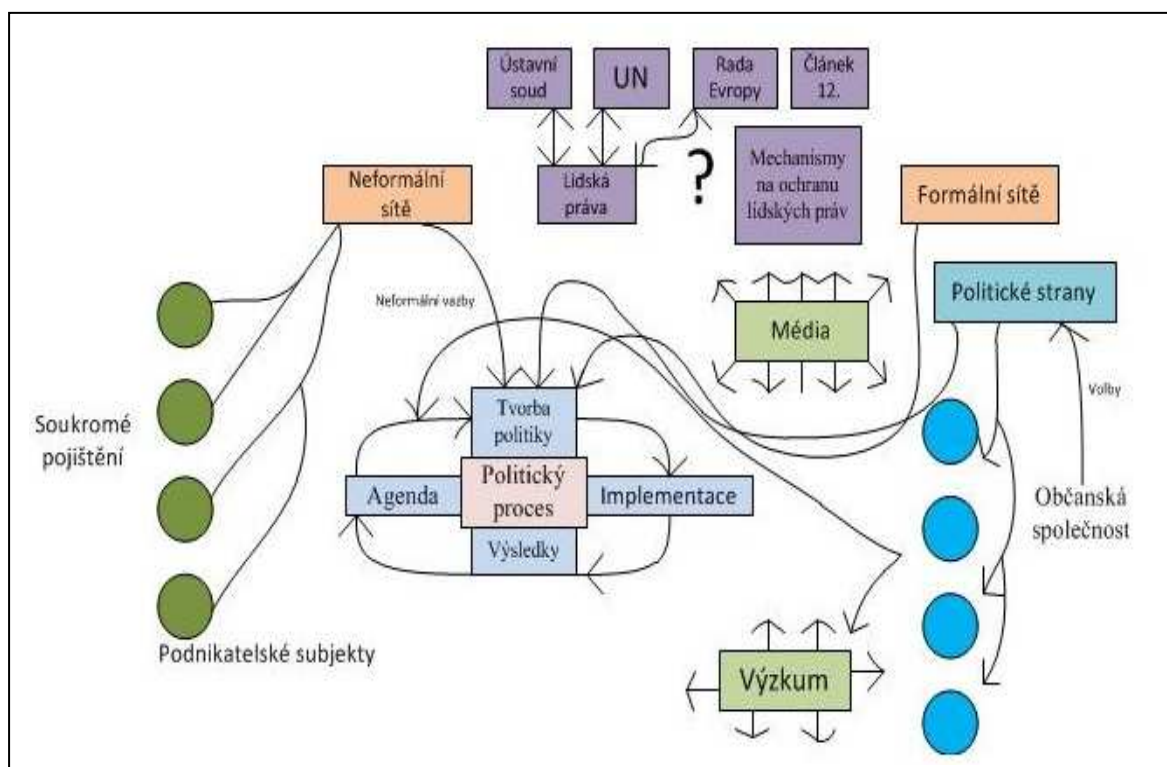 Ústavní
soud
UN
Rada
Evropy
Článek
12.
Neformální
sítě
Lidská
práva
?
Mechanismy
na ochranu
lidských práv
Formální sítě
Neformální vazby
Média
Politické strany
Volby
Soukromé
pojištění
Tvorba
politiky
Agenda
Politický
proces
Implementace
Výsledky
Občanská
společnost
Podnikatelské subjekty
Výzkum